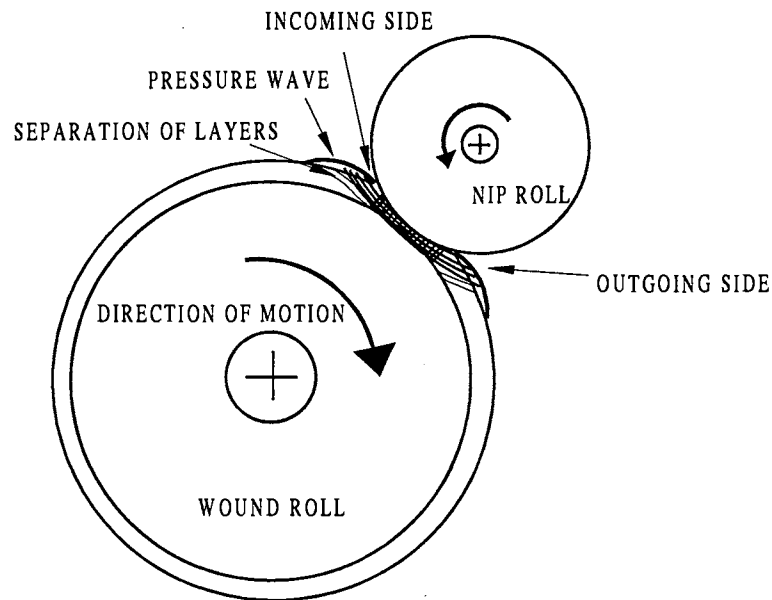 INCOMING SIDE
PRESSURE WAVE
SEPARATION OF LAYERS
NIP ROLL
OUTGOING SIDE
DIRECTION OF MOTION
WOUND ROLL